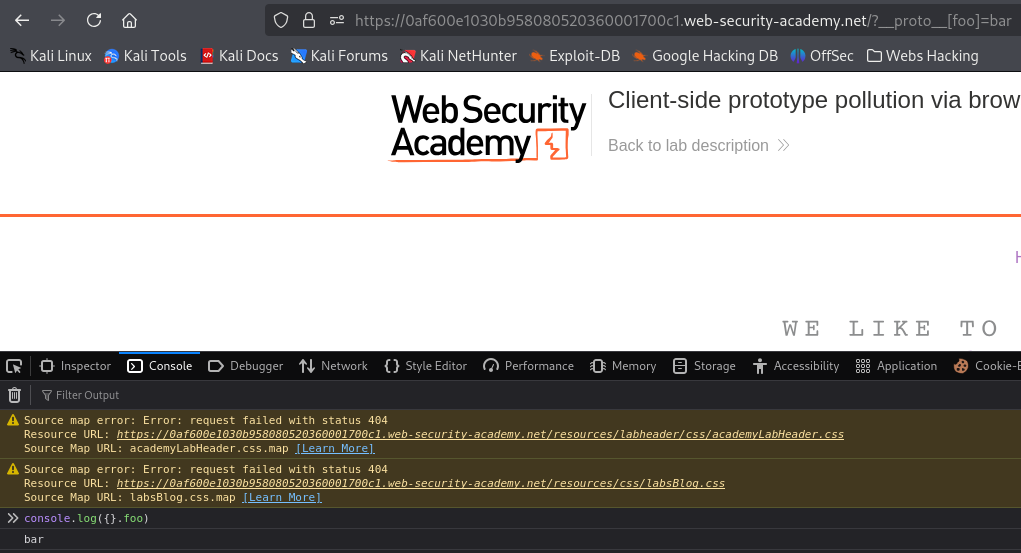 https://0af600e1030b958080520360001700c1.web-security-academy.net/?__proto__[foo]=bar
Kali Linux Kali Tools Kali Docs Kali Forums Kali NetHunter Exploit-DB Google Hacking DB OffSec Webs Hacking
Client-side prototype pollution via brow
Web Security
Academy
Back to lab description
H
WE LIKE TO
Inspector Console Debugger Network Style Editor Performance Memory Storage Accessibility Application Cookie-E
Filter Output
Source map error: Error: request failed with status 404
Resource URL: https://0af600e1030b958080520360001700c1.web-security-academy.net/resources/labheader/css/academyLabHeader.css
Source Map URL: academyLabHeader.css.map [Learn More]
Source map error: Error: request failed with status 404
Resource URL: https://0af600e1030b958080520360001700c1.web-security-academy.net/resources/css/labsBlog.css
Source Map URL: labsBlog.css.map [Learn More]
console.log({}.foo)
bar